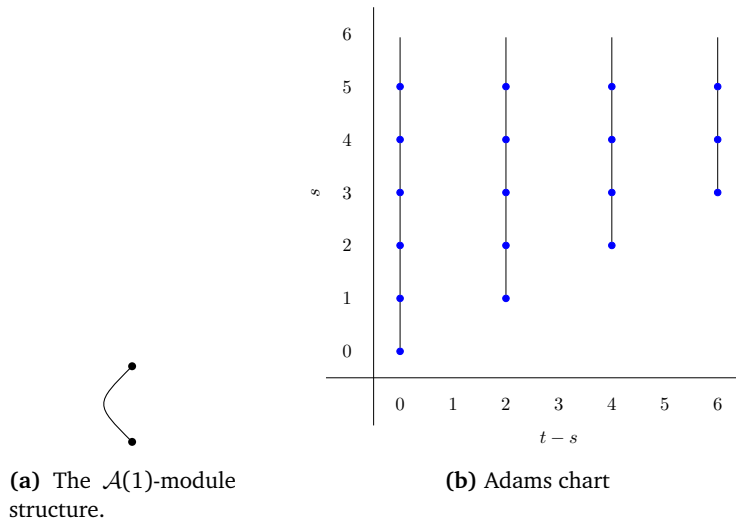 6
5
4
3
2
1
0
s
0 1 2 3 4 5 6
t − s
(a) The 𝒜(1)-module
structure.
(b) Adams chart